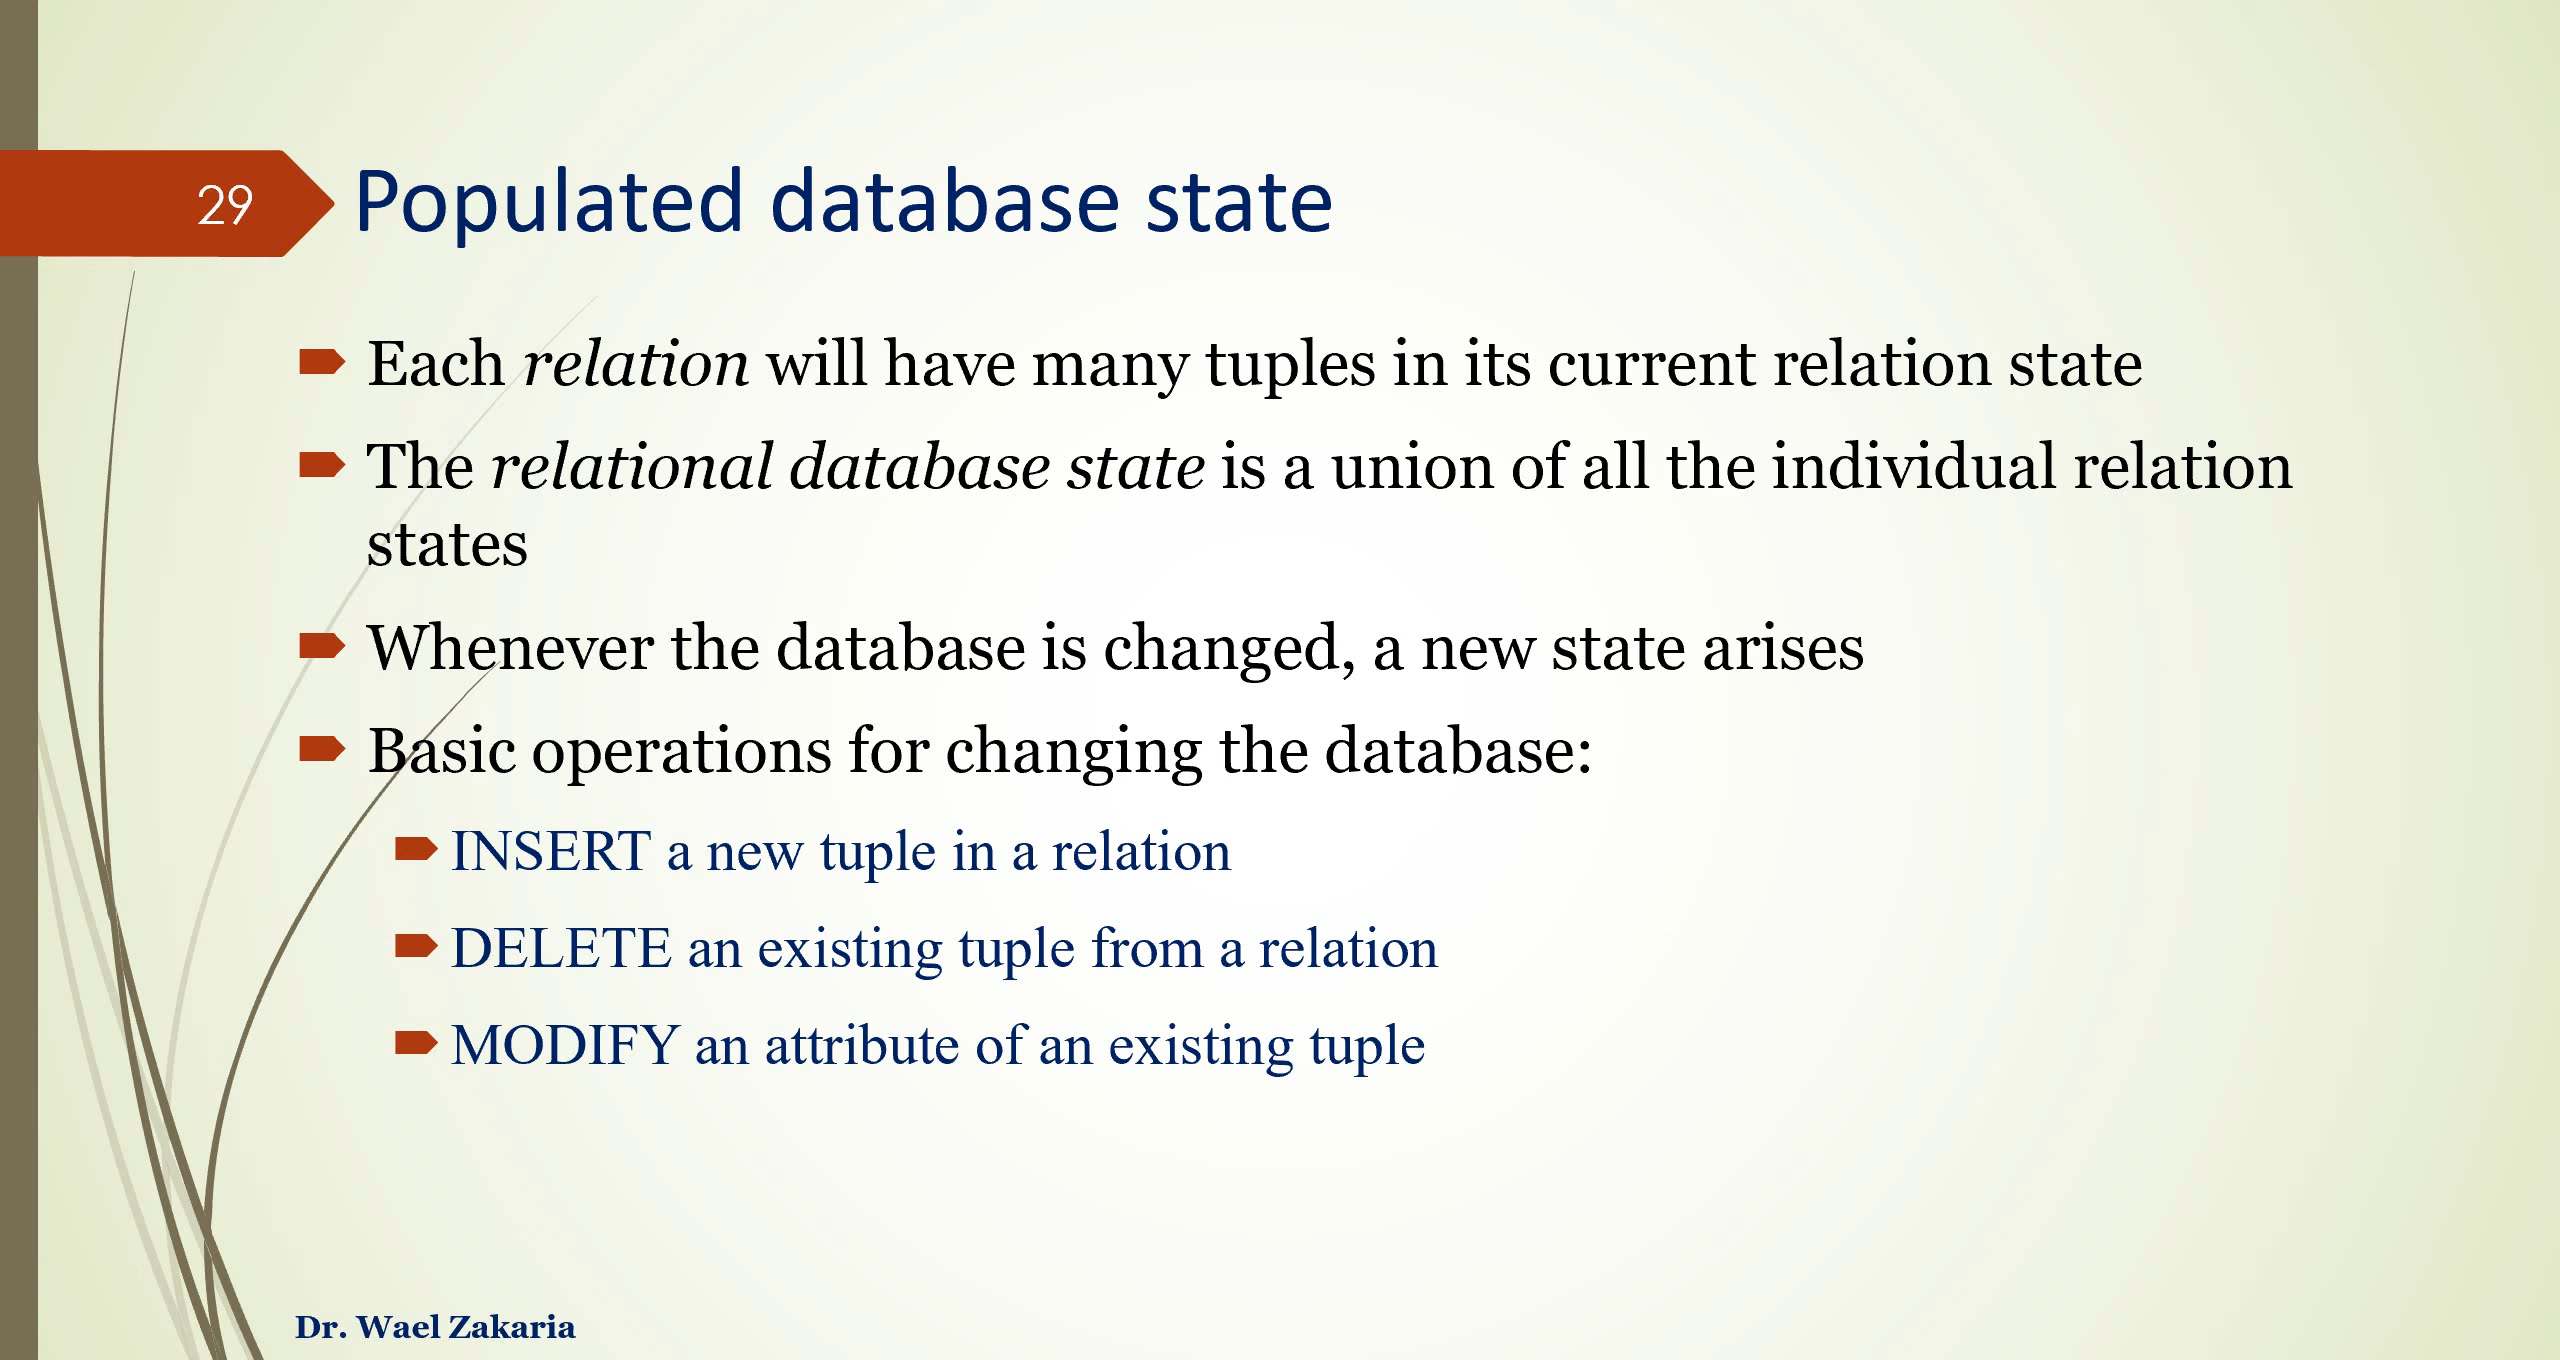 29
Populated database state
Each relation will have many tuples in its current relation state
The relational database state is a union of all the individual relation
states
Whenever the database is changed, a new state arises
Basic operations for changing the database:
INSERT a new tuple in a relation
DELETE an existing tuple from a relation
MODIFY an attribute of an existing tuple
Dr. Wael Zakaria